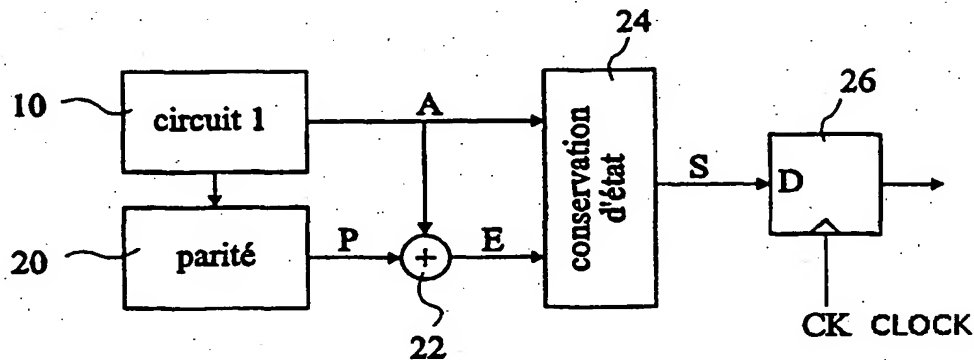 24
26
10
circuit 1
A
conservation
d'état
S
D
20
parité
P
+
E
22
CK CLOCK